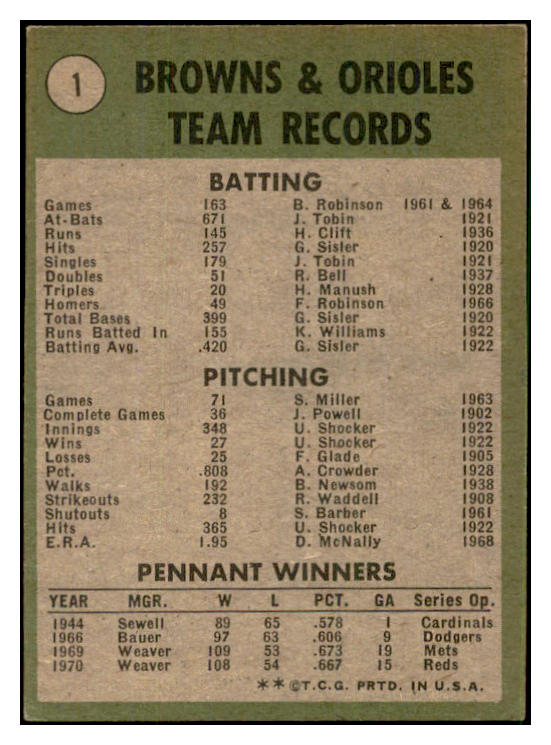 1
BROWNS & ORIOLES
TEAM RECORDS
BATTING
Games 163 B. Robinson 1961 & 1964
At-Bats 671 J. Tobin 1921
Runs 145 H. Clift 1936
Hits 257 G. Sisler 1920
Singles 179 J. Tobin 1921
Doubles 51 R. Bell 1937
Triples 20 H. Manush 1928
Homers 49 F. Robinson 1966
Total Bases 399 G. Sisler 1920
Runs Batted In 155 K. Williams 1922
Batting Avg. .420 G. Sisler 1922
PITCHING
Games 71 S. Miller 1963
Complete Games 36 J. Powell 1902
Innings 348 U. Shocker 1922
Wins 27 U. Shocker 1922
Losses 25 F. Glade 1905
Pct. .808 A. Crowder 1928
Walks 192 B. Newsom 1938
Strikeouts 232 R. Waddell 1908
Shutouts 8 S. Barber 1961
Hits 365 U. Shocker 1922
E.R.A. 1.95 D. McNally 1968
PENNANT WINNERS
YEAR MGR. W L PCT. GA Series Op.
1944 Sewell 89 65 .578 1 Cardinals
1966 Bauer 97 63 .606 9 Dodgers
1969 Weaver 109 53 .673 19 Mets
1970 Weaver 108 54 .667 15 Reds
**©T.C.G. PRTD. IN U.S.A.